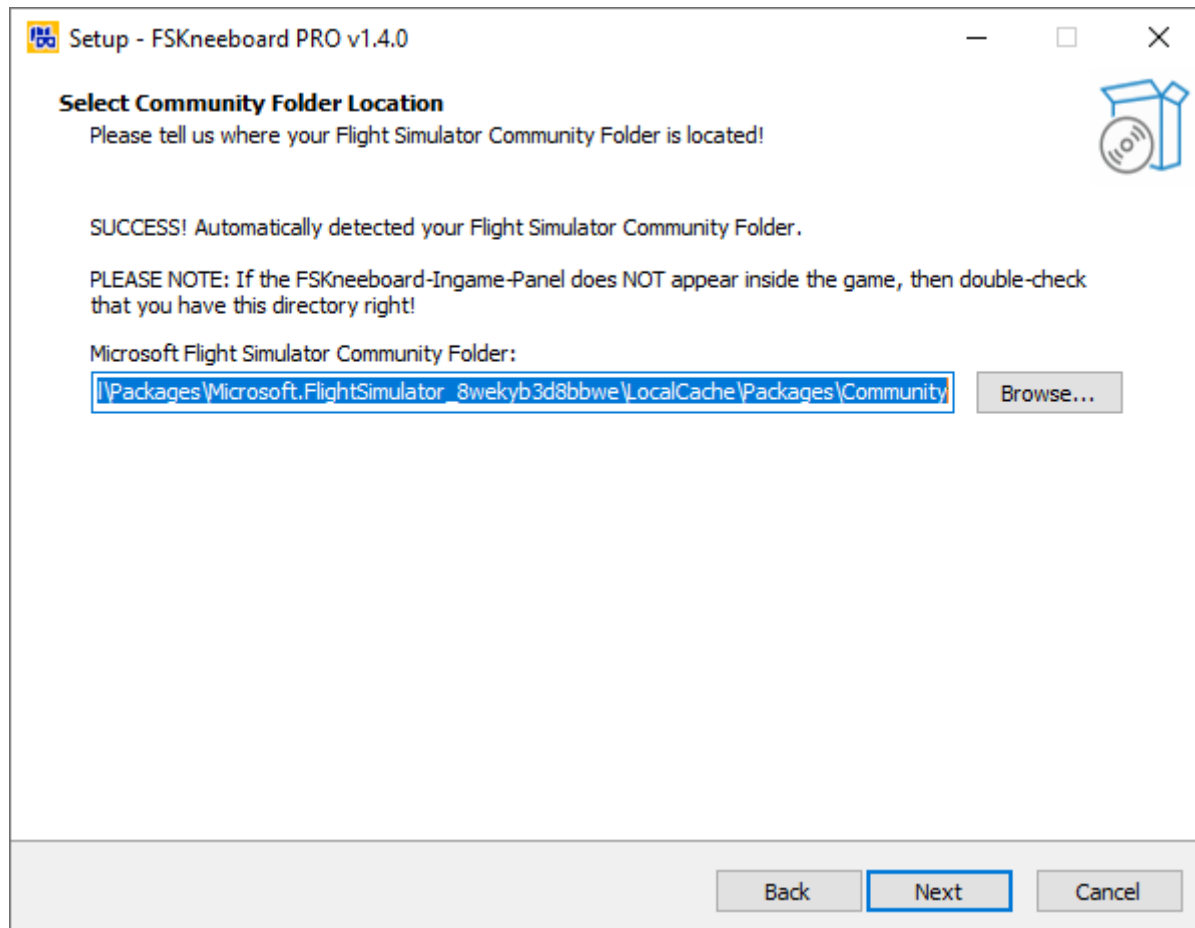 Setup - FSKneeboard PRO v1.4.0
Select Community Folder Location
Please tell us where your Flight Simulator Community Folder is located!
SUCCESS! Automatically detected your Flight Simulator Community Folder.
PLEASE NOTE: If the FSKneeboard-Ingame-Panel does NOT appear inside the game, then double-check
that you have this directory right!
Microsoft Flight Simulator Community Folder:
l\Packages\Microsoft.FlightSimulator_8wekyb3d8bbwe\LocalCache\Packages\Community
Browse...
Back
Next
Cancel